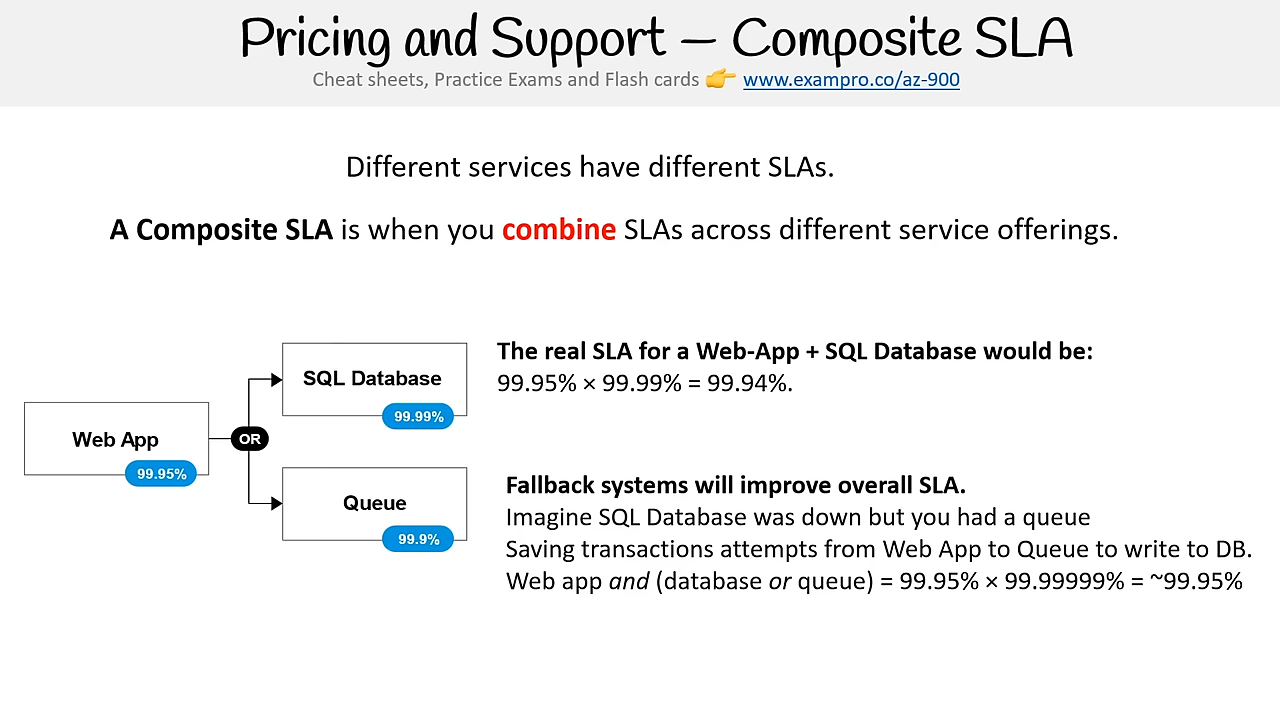 Pricing and Support – Composite SLA
Cheat sheets, Practice Exams and Flash cards 👉 www.exampro.co/az-900
Different services have different SLAs.
A Composite SLA is when you combine SLAs across different service offerings.
Web App
99.95%
OR
SQL Database
99.99%
Queue
99.9%
The real SLA for a Web-App + SQL Database would be:
99.95% × 99.99% = 99.94%.
Fallback systems will improve overall SLA.
Imagine SQL Database was down but you had a queue
Saving transactions attempts from Web App to Queue to write to DB.
Web app and (database or queue) = 99.95% × 99.99999% = ~99.95%